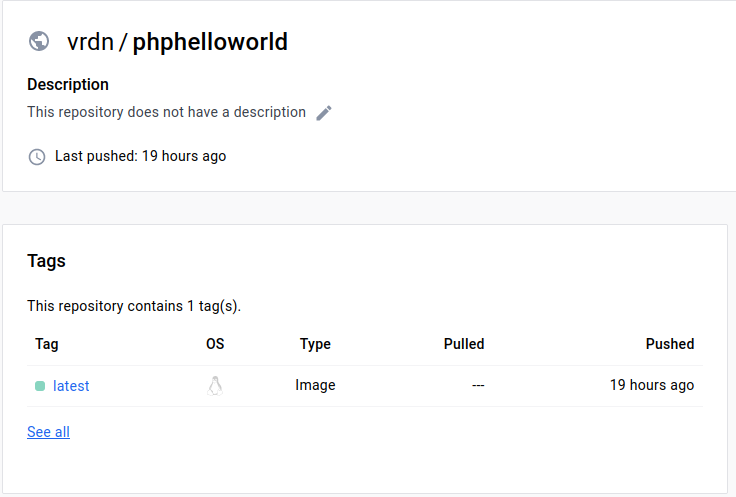 vrdn / phphelloworld
Description
This repository does not have a description
Last pushed: 19 hours ago
Tags
This repository contains 1 tag(s).
Tag OS Type Pulled Pushed
latest Image --- 19 hours ago
See all